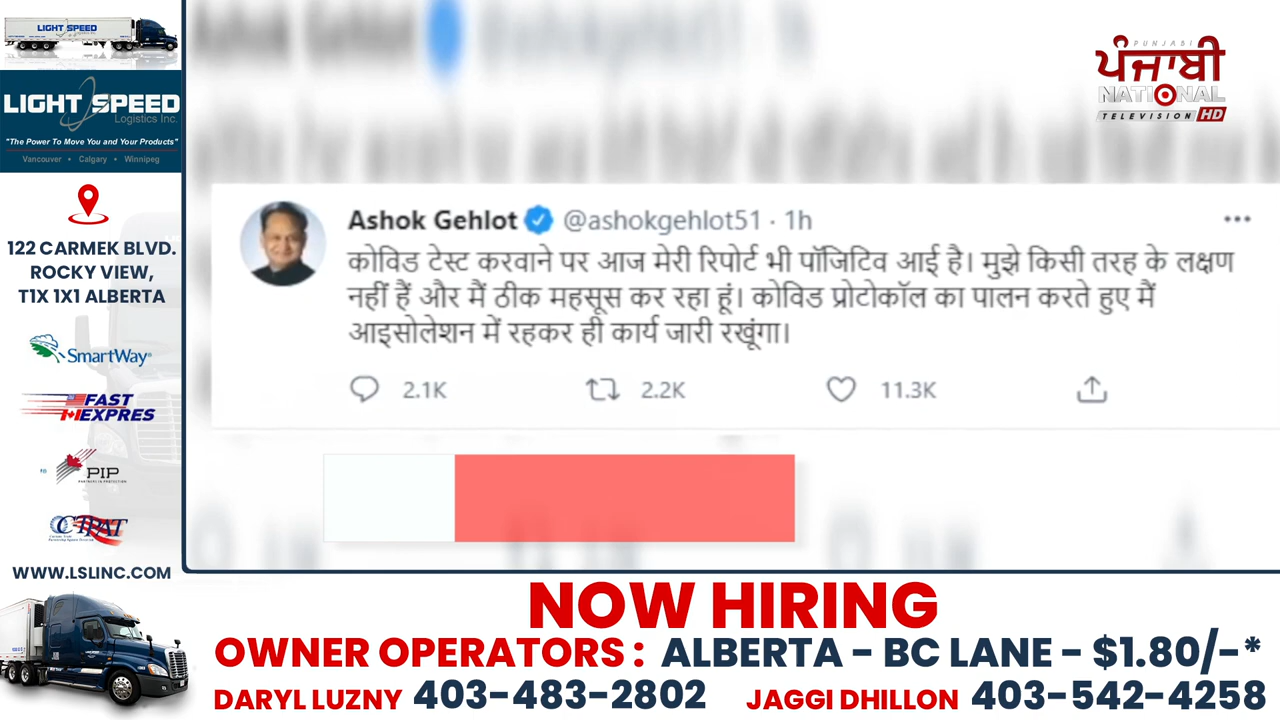 LIGHT SPEED
LIGHT SPEED
Logistics Inc.
"The Power To Move You and Your Products"
Vancouver • Calgary • Winnipeg
122 CARMEK BLVD.
ROCKY VIEW,
T1X 1X1 ALBERTA
SmartWay
FAST
EXPRES
PIP
PARTNERS IN PROTECTION
CTPAT
WWW.LSLINC.COM
PUNJABI
ਪੰਜਾਬੀ
NATIONAL
TELEVISION HD
Ashok Gehlot @ashokgehlot51 · 1h
कोविड टेस्ट करवाने पर आज मेरी रिपोर्ट भी पॉजिटिव आई है। मुझे किसी तरह के लक्षण
नहीं हैं और मैं ठीक महसूस कर रहा हूं। कोविड प्रोटोकॉल का पालन करते हुए मैं
आइसोलेशन में रहकर ही कार्य जारी रखूंगा।
2.1K 2.2K 11.3K
NOW HIRING
OWNER OPERATORS : ALBERTA - BC LANE - $1.80/-*
DARYL LUZNY 403-483-2802 JAGGI DHILLON 403-542-4258